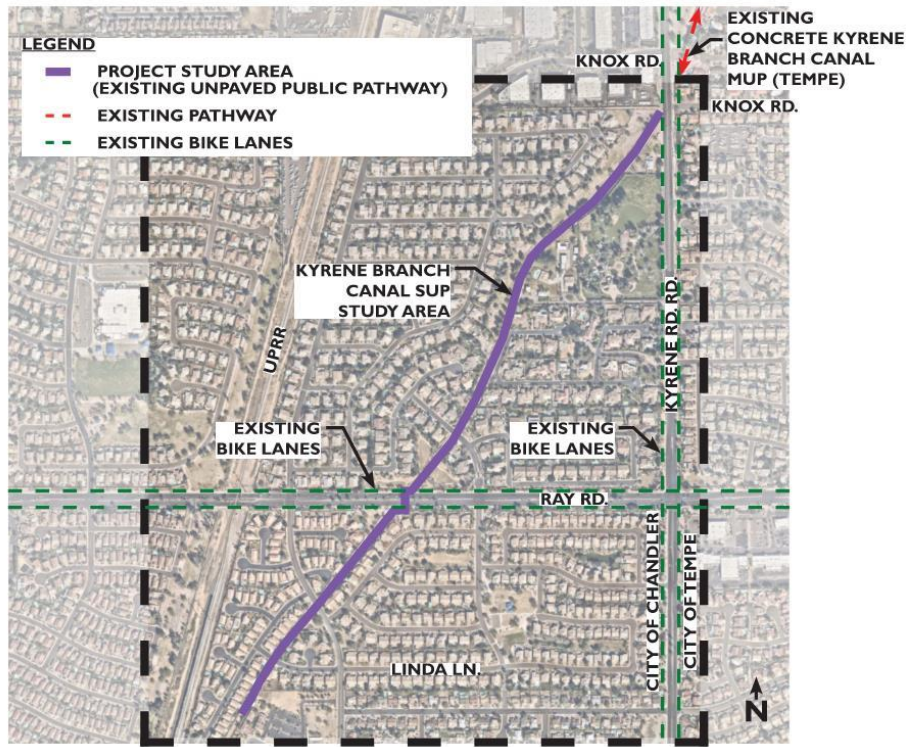 LEGEND
PROJECT STUDY AREA
(EXISTING UNPAVED PUBLIC PATHWAY)
EXISTING PATHWAY
EXISTING BIKE LANES
KNOX RD.
EXISTING
CONCRETE KYRENE
BRANCH CANAL
MUP (TEMPE)
KNOX RD.
KYRENE BRANCH
CANAL SUP
STUDY AREA
UPRR
KYRENE RD. RD.
EXISTING
BIKE LANES
EXISTING
BIKE LANES
RAY RD.
CITY OF CHANDLER
CITY OF TEMPE
LINDA LN.
N